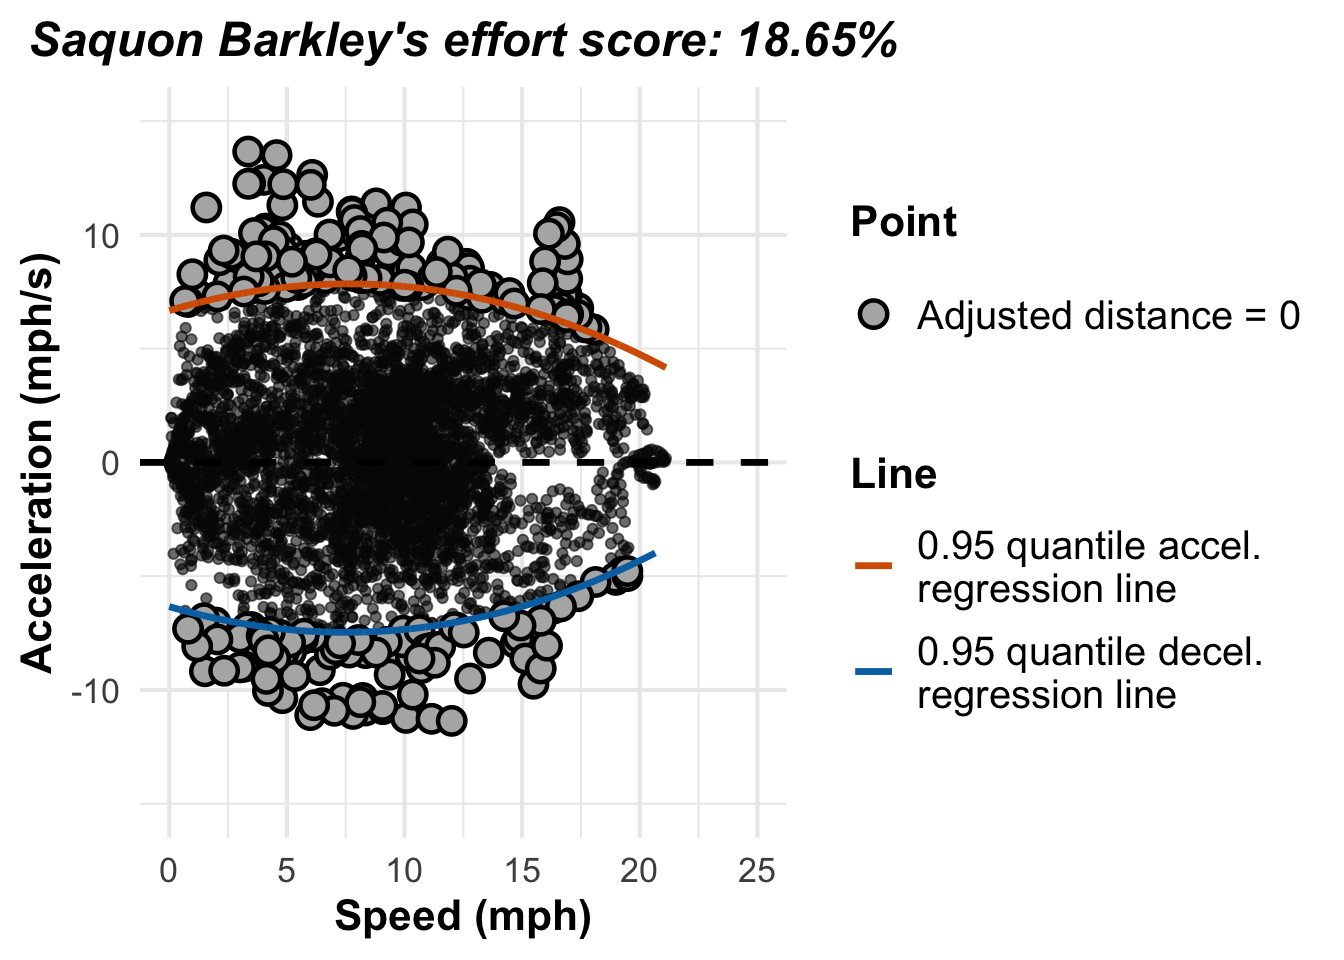 Saquon Barkley's effort score: 18.65%
Acceleration (mph/s)
10
0
-10
0 5 10 15 20 25
Speed (mph)
Point
Adjusted distance = 0
Line
0.95 quantile accel.
regression line
0.95 quantile decel.
regression line